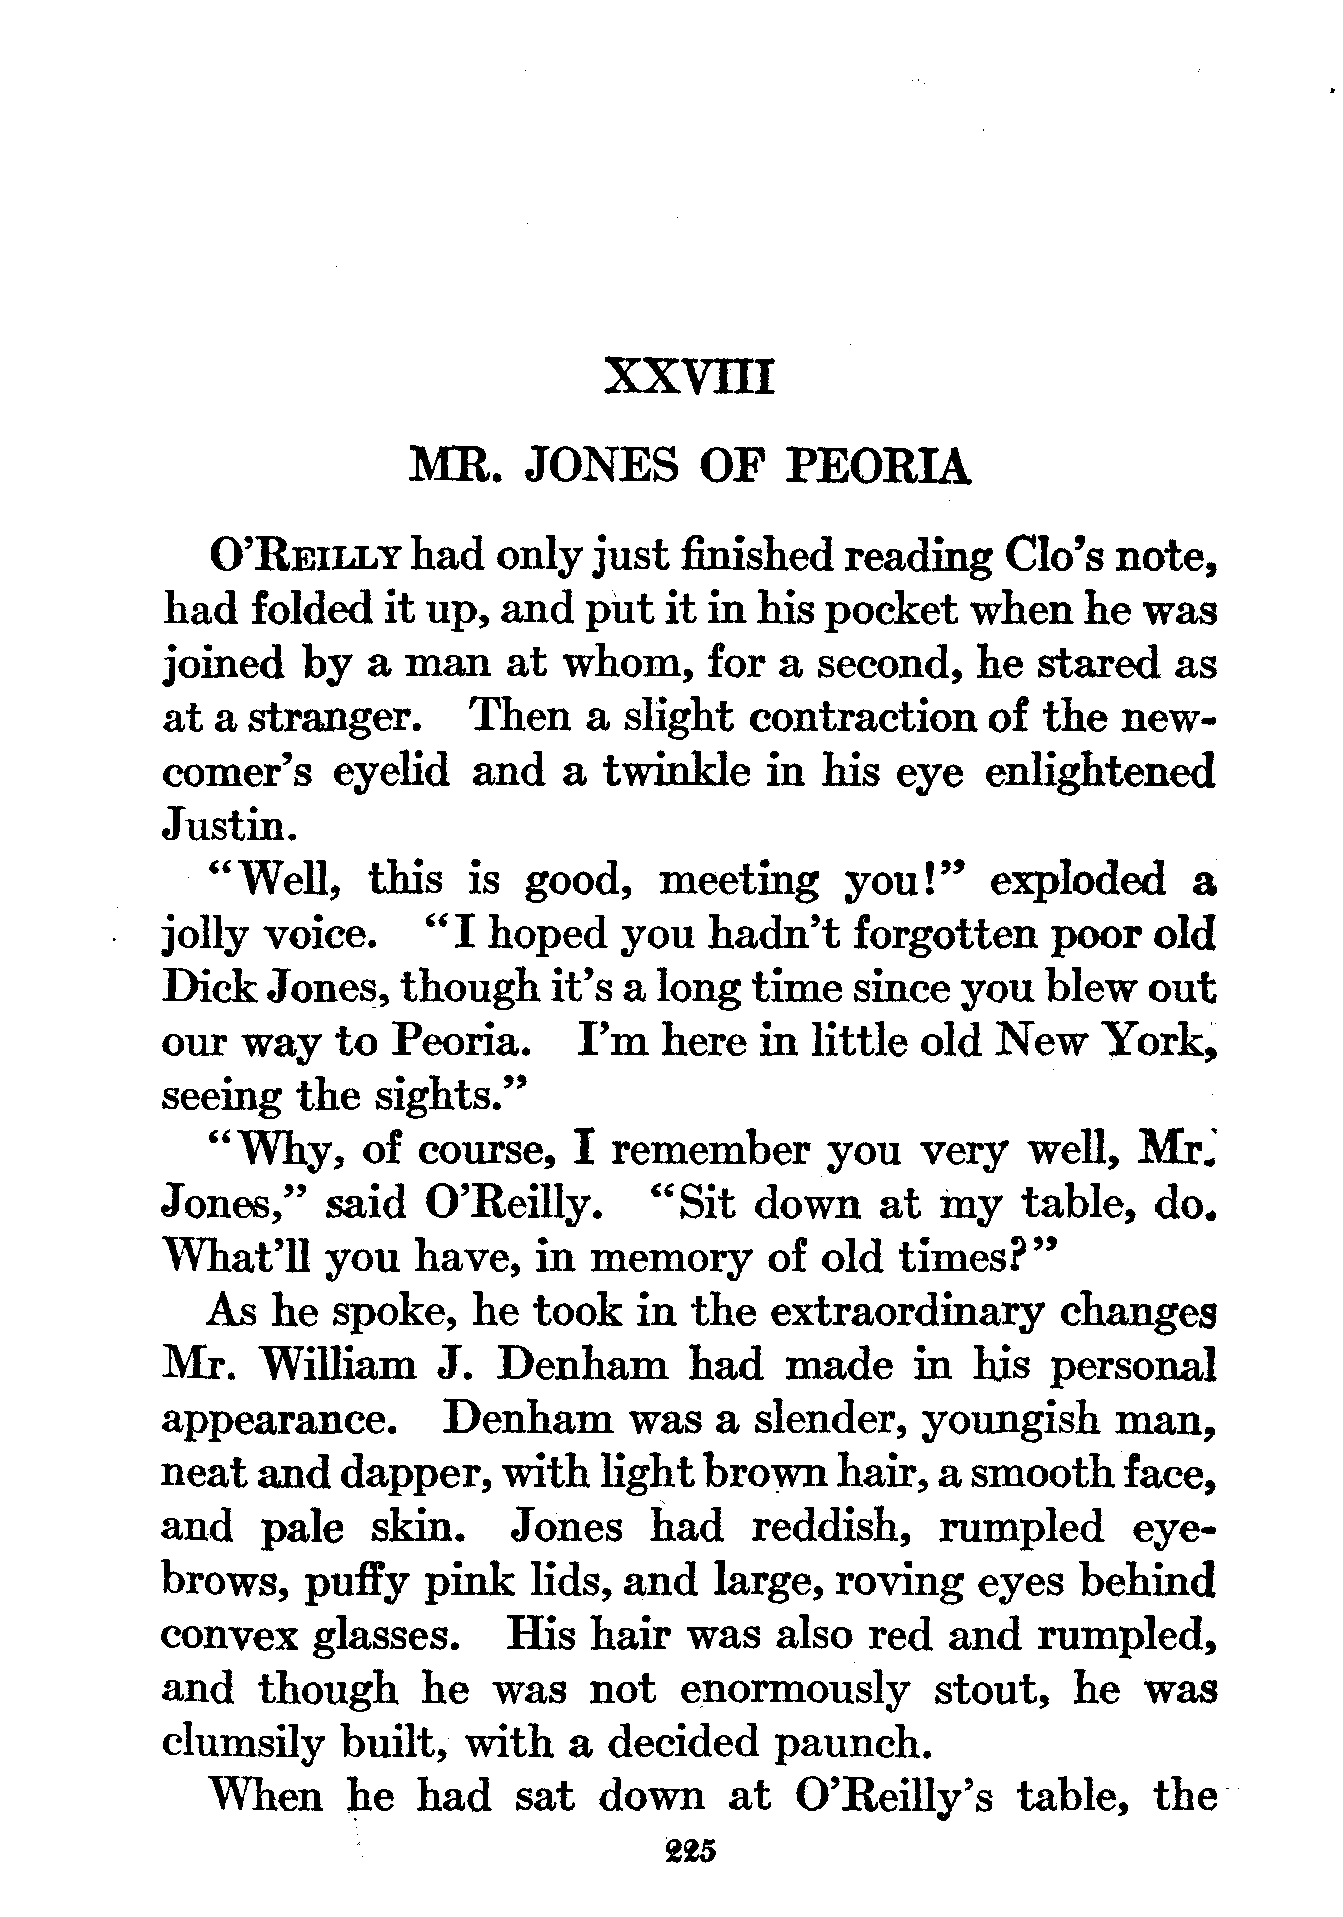 XXVIII
MR. JONES OF PEORIA
O'REILLY had only just finished reading Clo's note,
had folded it up, and put it in his pocket when he was
joined by a man at whom, for a second, he stared as
at a stranger. Then a slight contraction of the new-
comer's eyelid and a twinkle in his eye enlightened
Justin.
"Well, this is good, meeting you!" exploded a
jolly voice. "I hoped you hadn't forgotten poor old
Dick Jones, though it's a long time since you blew out
our way to Peoria. I'm here in little old New York,
seeing the sights."
"Why, of course, I remember you very well, Mr.
Jones," said O'Reilly. "Sit down at my table, do.
What'll you have, in memory of old times?"
As he spoke, he took in the extraordinary changes
Mr. William J. Denham had made in his personal
appearance. Denham was a slender, youngish man,
neat and dapper, with light brown hair, a smooth face,
and pale skin. Jones had reddish, rumpled eye-
brows, puffy pink lids, and large, roving eyes behind
convex glasses. His hair was also red and rumpled,
and though he was not enormously stout, he was
clumsily built, with a decided paunch.
When he had sat down at O'Reilly's table, the
225